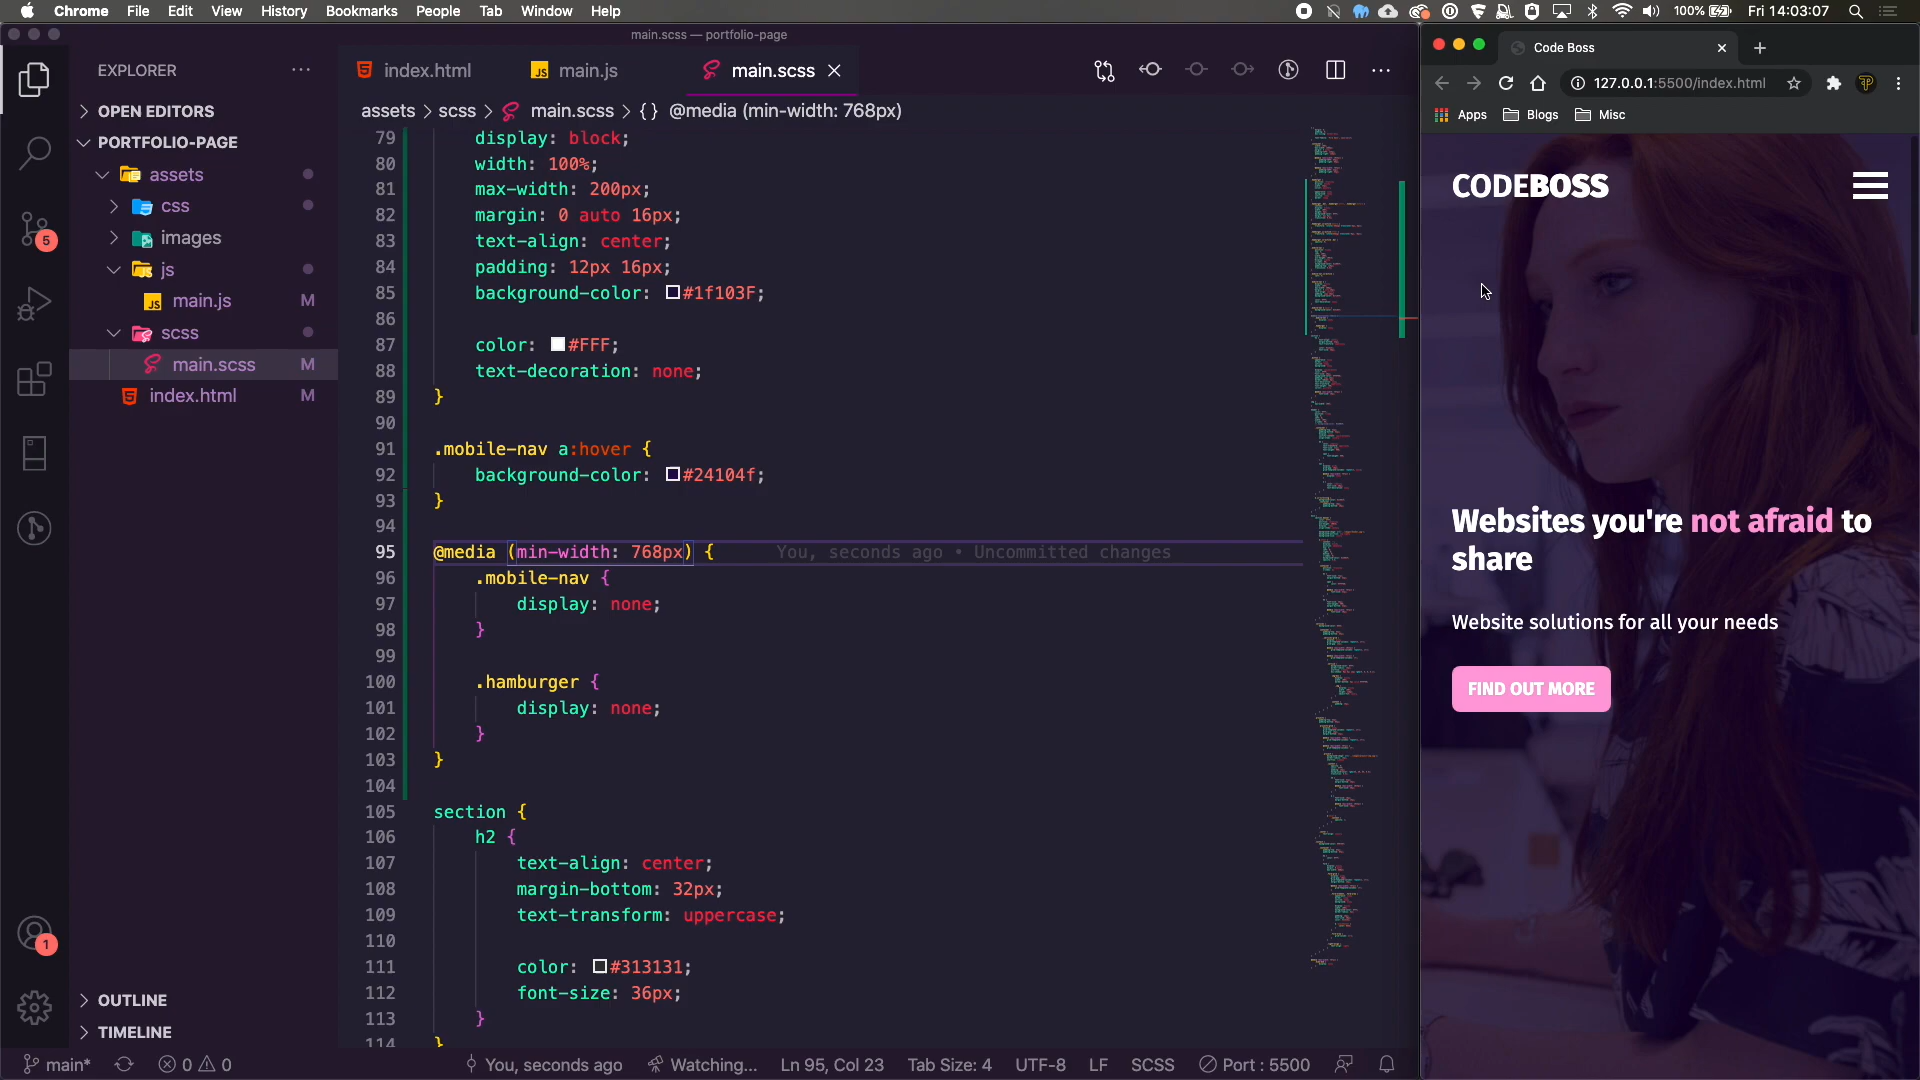 Chrome File Edit View History Bookmarks People Tab Window Help 100% Fri 14:03:07
main.scss — portfolio-page
EXPLORER
OPEN EDITORS
PORTFOLIO-PAGE
assets
css
images
js
main.js M
scss
main.scss M
index.html M
OUTLINE
TIMELINE
5
1
index.html main.js main.scss
assets > scss > main.scss > {} @media (min-width: 768px)
79 display: block;
80 width: 100%;
81 max-width: 200px;
82 margin: 0 auto 16px;
83 text-align: center;
84 padding: 12px 16px;
85 background-color: #1f103F;
86
87 color: #FFF;
88 text-decoration: none;
89 }
90
91 .mobile-nav a:hover {
92 background-color: #24104f;
93 }
94
95 @media (min-width: 768px) { You, seconds ago • Uncommitted changes
96 .mobile-nav {
97 display: none;
98 }
99
100 .hamburger {
101 display: none;
102 }
103 }
104
105 section {
106 h2 {
107 text-align: center;
108 margin-bottom: 32px;
109 text-transform: uppercase;
110
111 color: #313131;
112 font-size: 36px;
113 }
114 }
main* 0 0 You, seconds ago Watching... Ln 95, Col 23 Tab Size: 4 UTF-8 LF SCSS Port : 5500
Code Boss
127.0.0.1:5500/index.html
Apps Blogs Misc
CODEBOSS
Websites you're not afraid to
share
Website solutions for all your needs
FIND OUT MORE